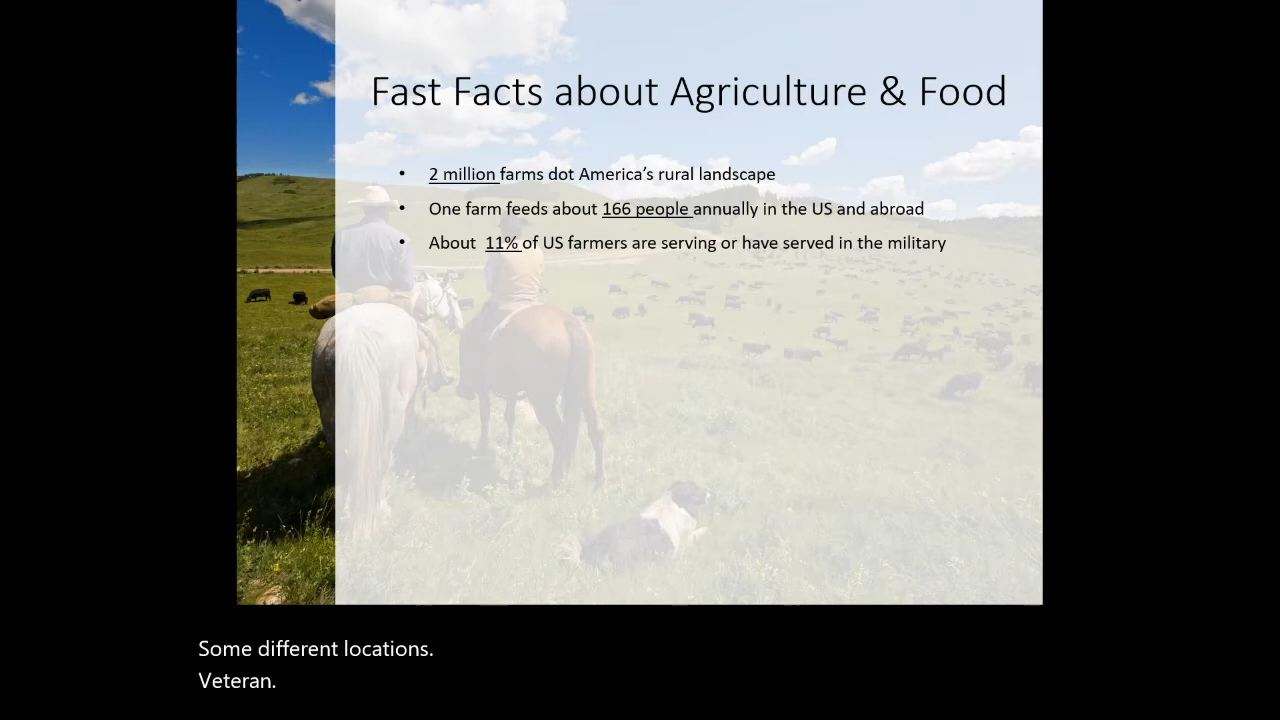 Fast Facts about Agriculture & Food
• 2 million farms dot America's rural landscape
• One farm feeds about 166 people annually in the US and abroad
• About 11% of US farmers are serving or have served in the military
Some different locations.
Veteran.